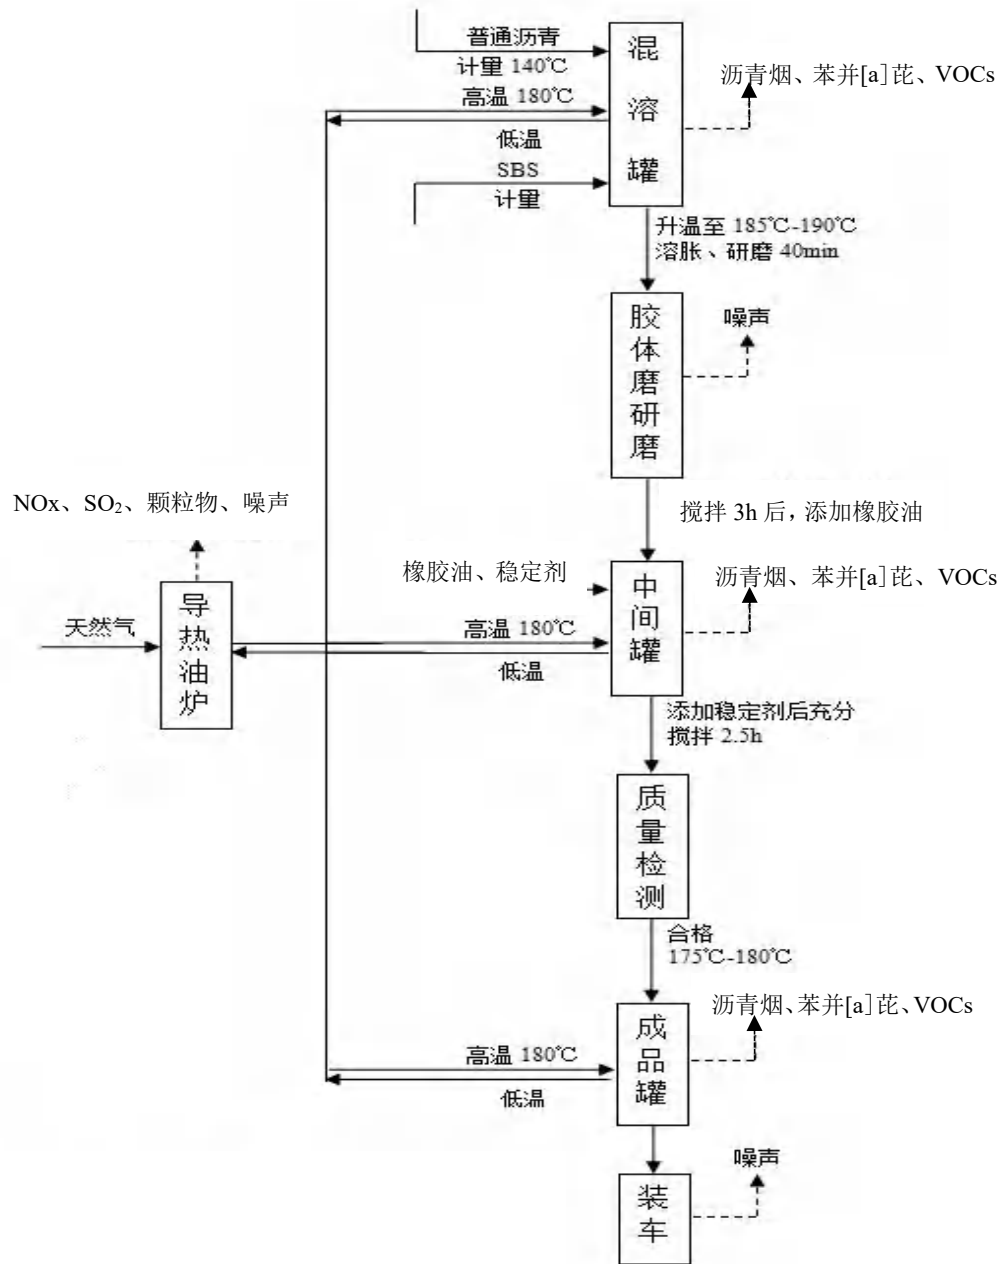 普通沥青
计量 140℃
混溶罐
沥青烟、苯并[a]芘、VOCs
高温 180℃
低温
SBS
计量
升温至 185℃-190℃
溶胀、研磨 40min
胶体磨研磨
噪声
搅拌 3h 后，添加橡胶油
NOx、SO₂、颗粒物、噪声
橡胶油、稳定剂
中间罐
沥青烟、苯并[a]芘、VOCs
天然气
导热油炉
高温 180℃
低温
添加稳定剂后充分
搅拌 2.5h
质量检测
合格
175℃-180℃
沥青烟、苯并[a]芘、VOCs
成品罐
高温 180℃
低温
噪声
装车